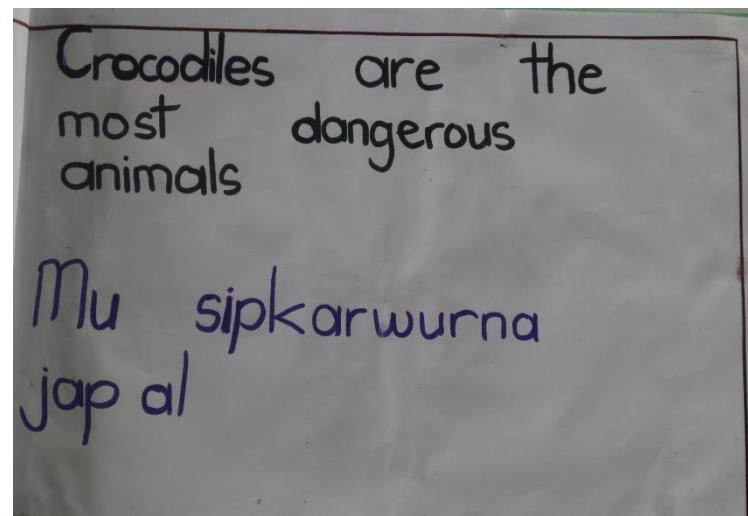 Crocodiles are the
most dangerous
animals
Mu sipkarwurna
jap al